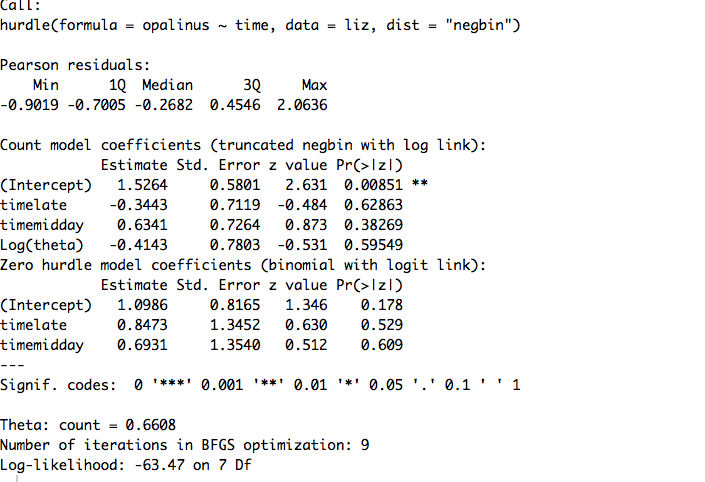 Call:
hurdle(formula = opalinus ~ time, data = liz, dist = "negbin")

Pearson residuals:
    Min      1Q  Median      3Q     Max
-0.9019 -0.7005 -0.2682  0.4546  2.0636

Count model coefficients (truncated negbin with log link):
            Estimate Std. Error z value Pr(>|z|)
(Intercept)   1.5264     0.5801   2.631  0.00851 **
timelate     -0.3443     0.7119  -0.484  0.62863
timemidday    0.6341     0.7264   0.873  0.38269
Log(theta)   -0.4143     0.7803  -0.531  0.59549
Zero hurdle model coefficients (binomial with logit link):
            Estimate Std. Error z value Pr(>|z|)
(Intercept)   1.0986     0.8165   1.346    0.178
timelate      0.8473     1.3452   0.630    0.529
timemidday    0.6931     1.3540   0.512    0.609
---
Signif. codes:  0 '***' 0.001 '**' 0.01 '*' 0.05 '.' 0.1 ' ' 1

Theta: count = 0.6608
Number of iterations in BFGS optimization: 9
Log-likelihood: -63.47 on 7 Df